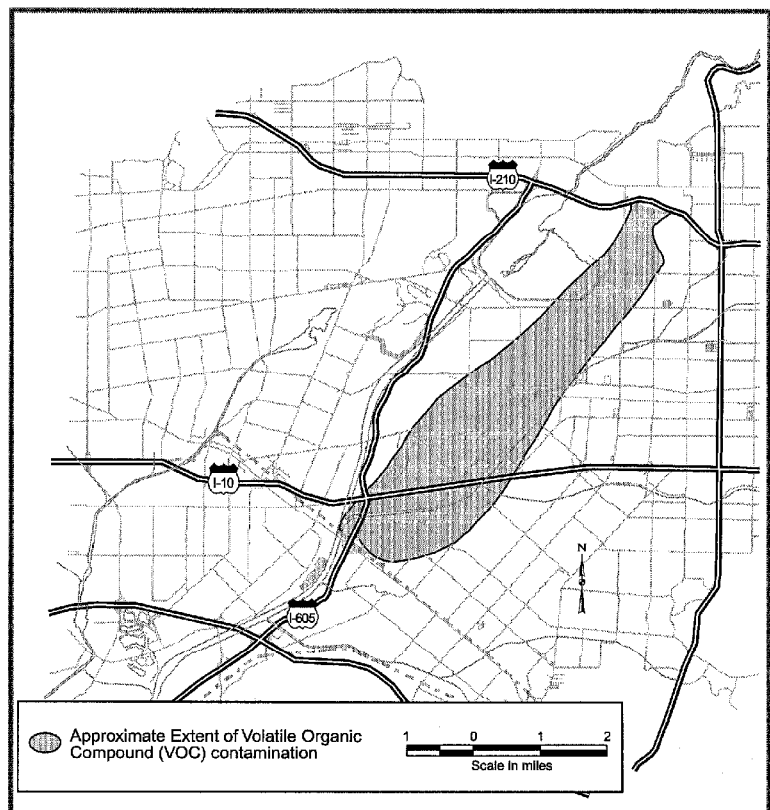 I-210
I-10
N
I-605
Approximate Extent of Volatile Organic
Compound (VOC) contamination
1 0 1 2
Scale in miles